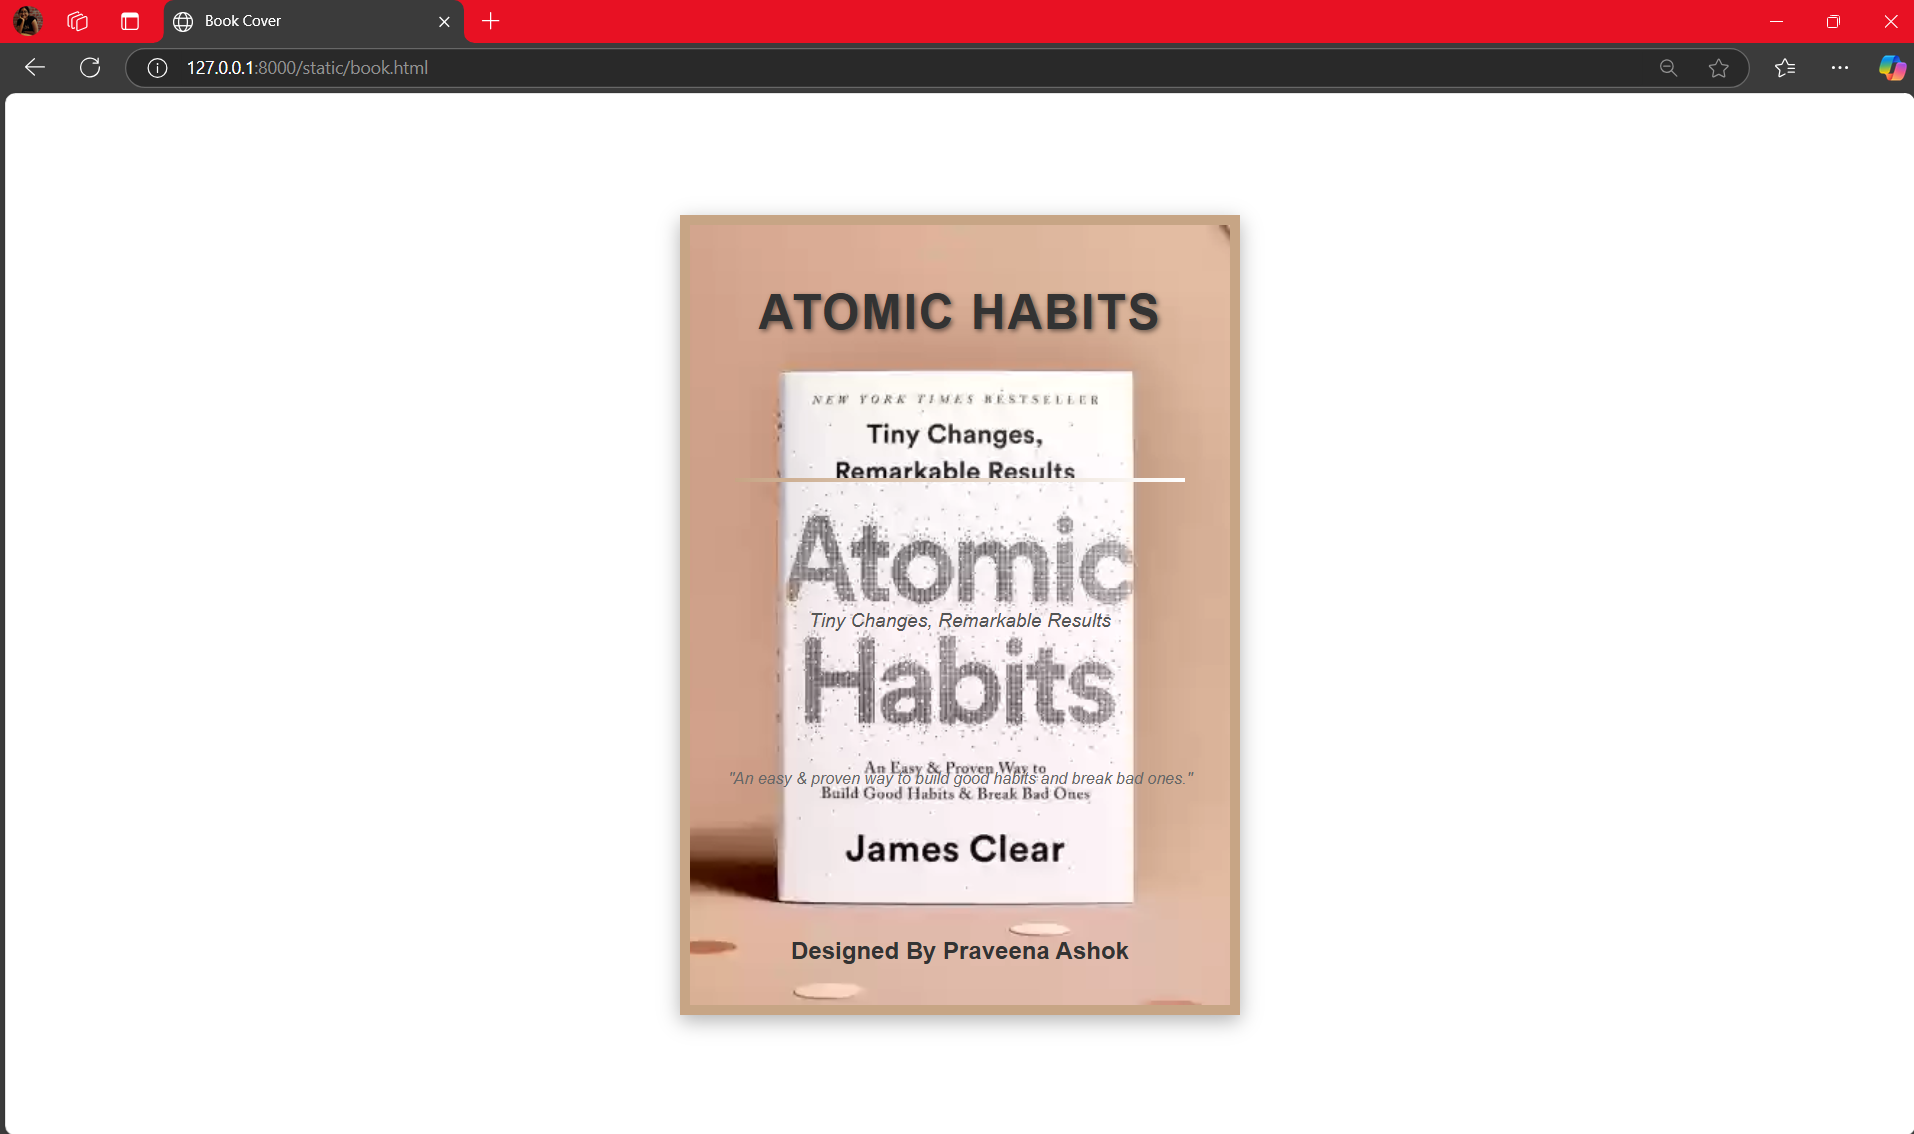 Book Cover
127.0.0.1:8000/static/book.html
ATOMIC HABITS
NEW YORK TIMES BESTSELLER
Tiny Changes,
Remarkable Results
Atomic
Tiny Changes, Remarkable Results
Habits
An Easy & Proven Way to
"An easy & proven way to build good habits and break bad ones."
Build Good Habits & Break Bad Ones
James Clear
Designed By Praveena Ashok